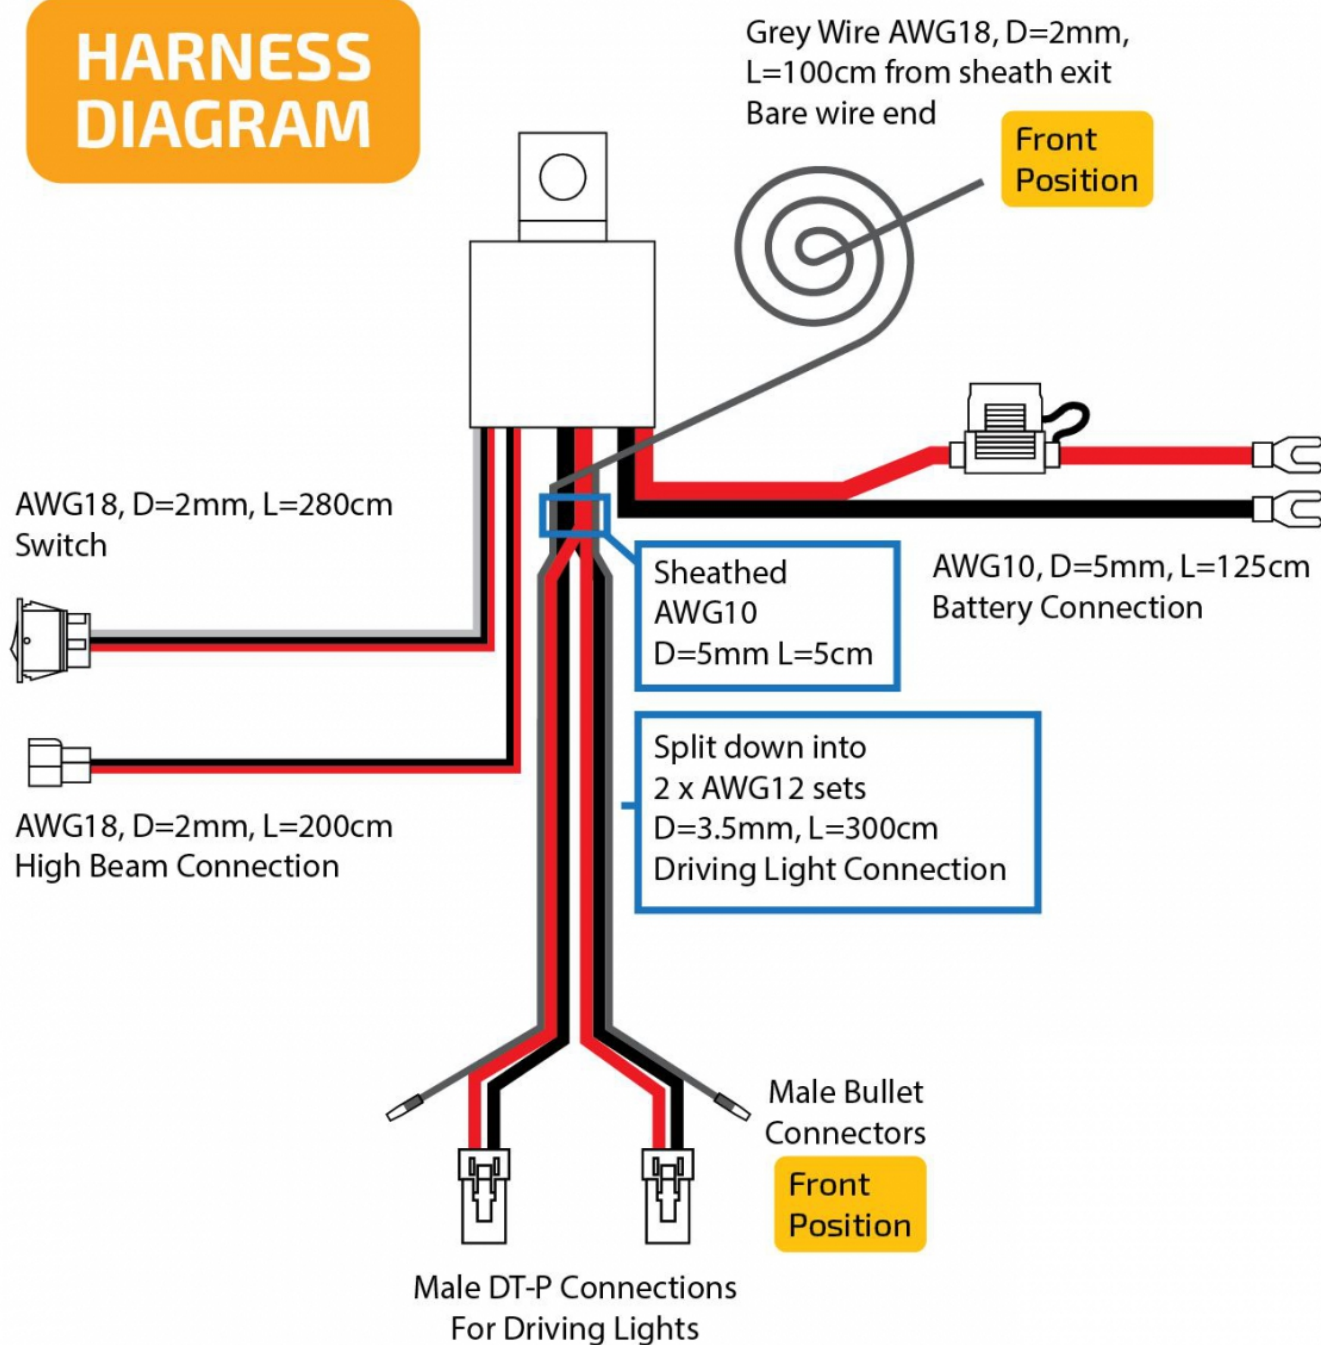 HARNESS
DIAGRAM
Grey Wire AWG18, D=2mm,
L=100cm from sheath exit
Bare wire end
Front
Position
AWG18, D=2mm, L=280cm
Switch
Sheathed
AWG10
D=5mm L=5cm
AWG10, D=5mm, L=125cm
Battery Connection
Split down into
2 x AWG12 sets
D=3.5mm, L=300cm
Driving Light Connection
AWG18, D=2mm, L=200cm
High Beam Connection
Male Bullet
Connectors
Front
Position
Male DT-P Connections
For Driving Lights